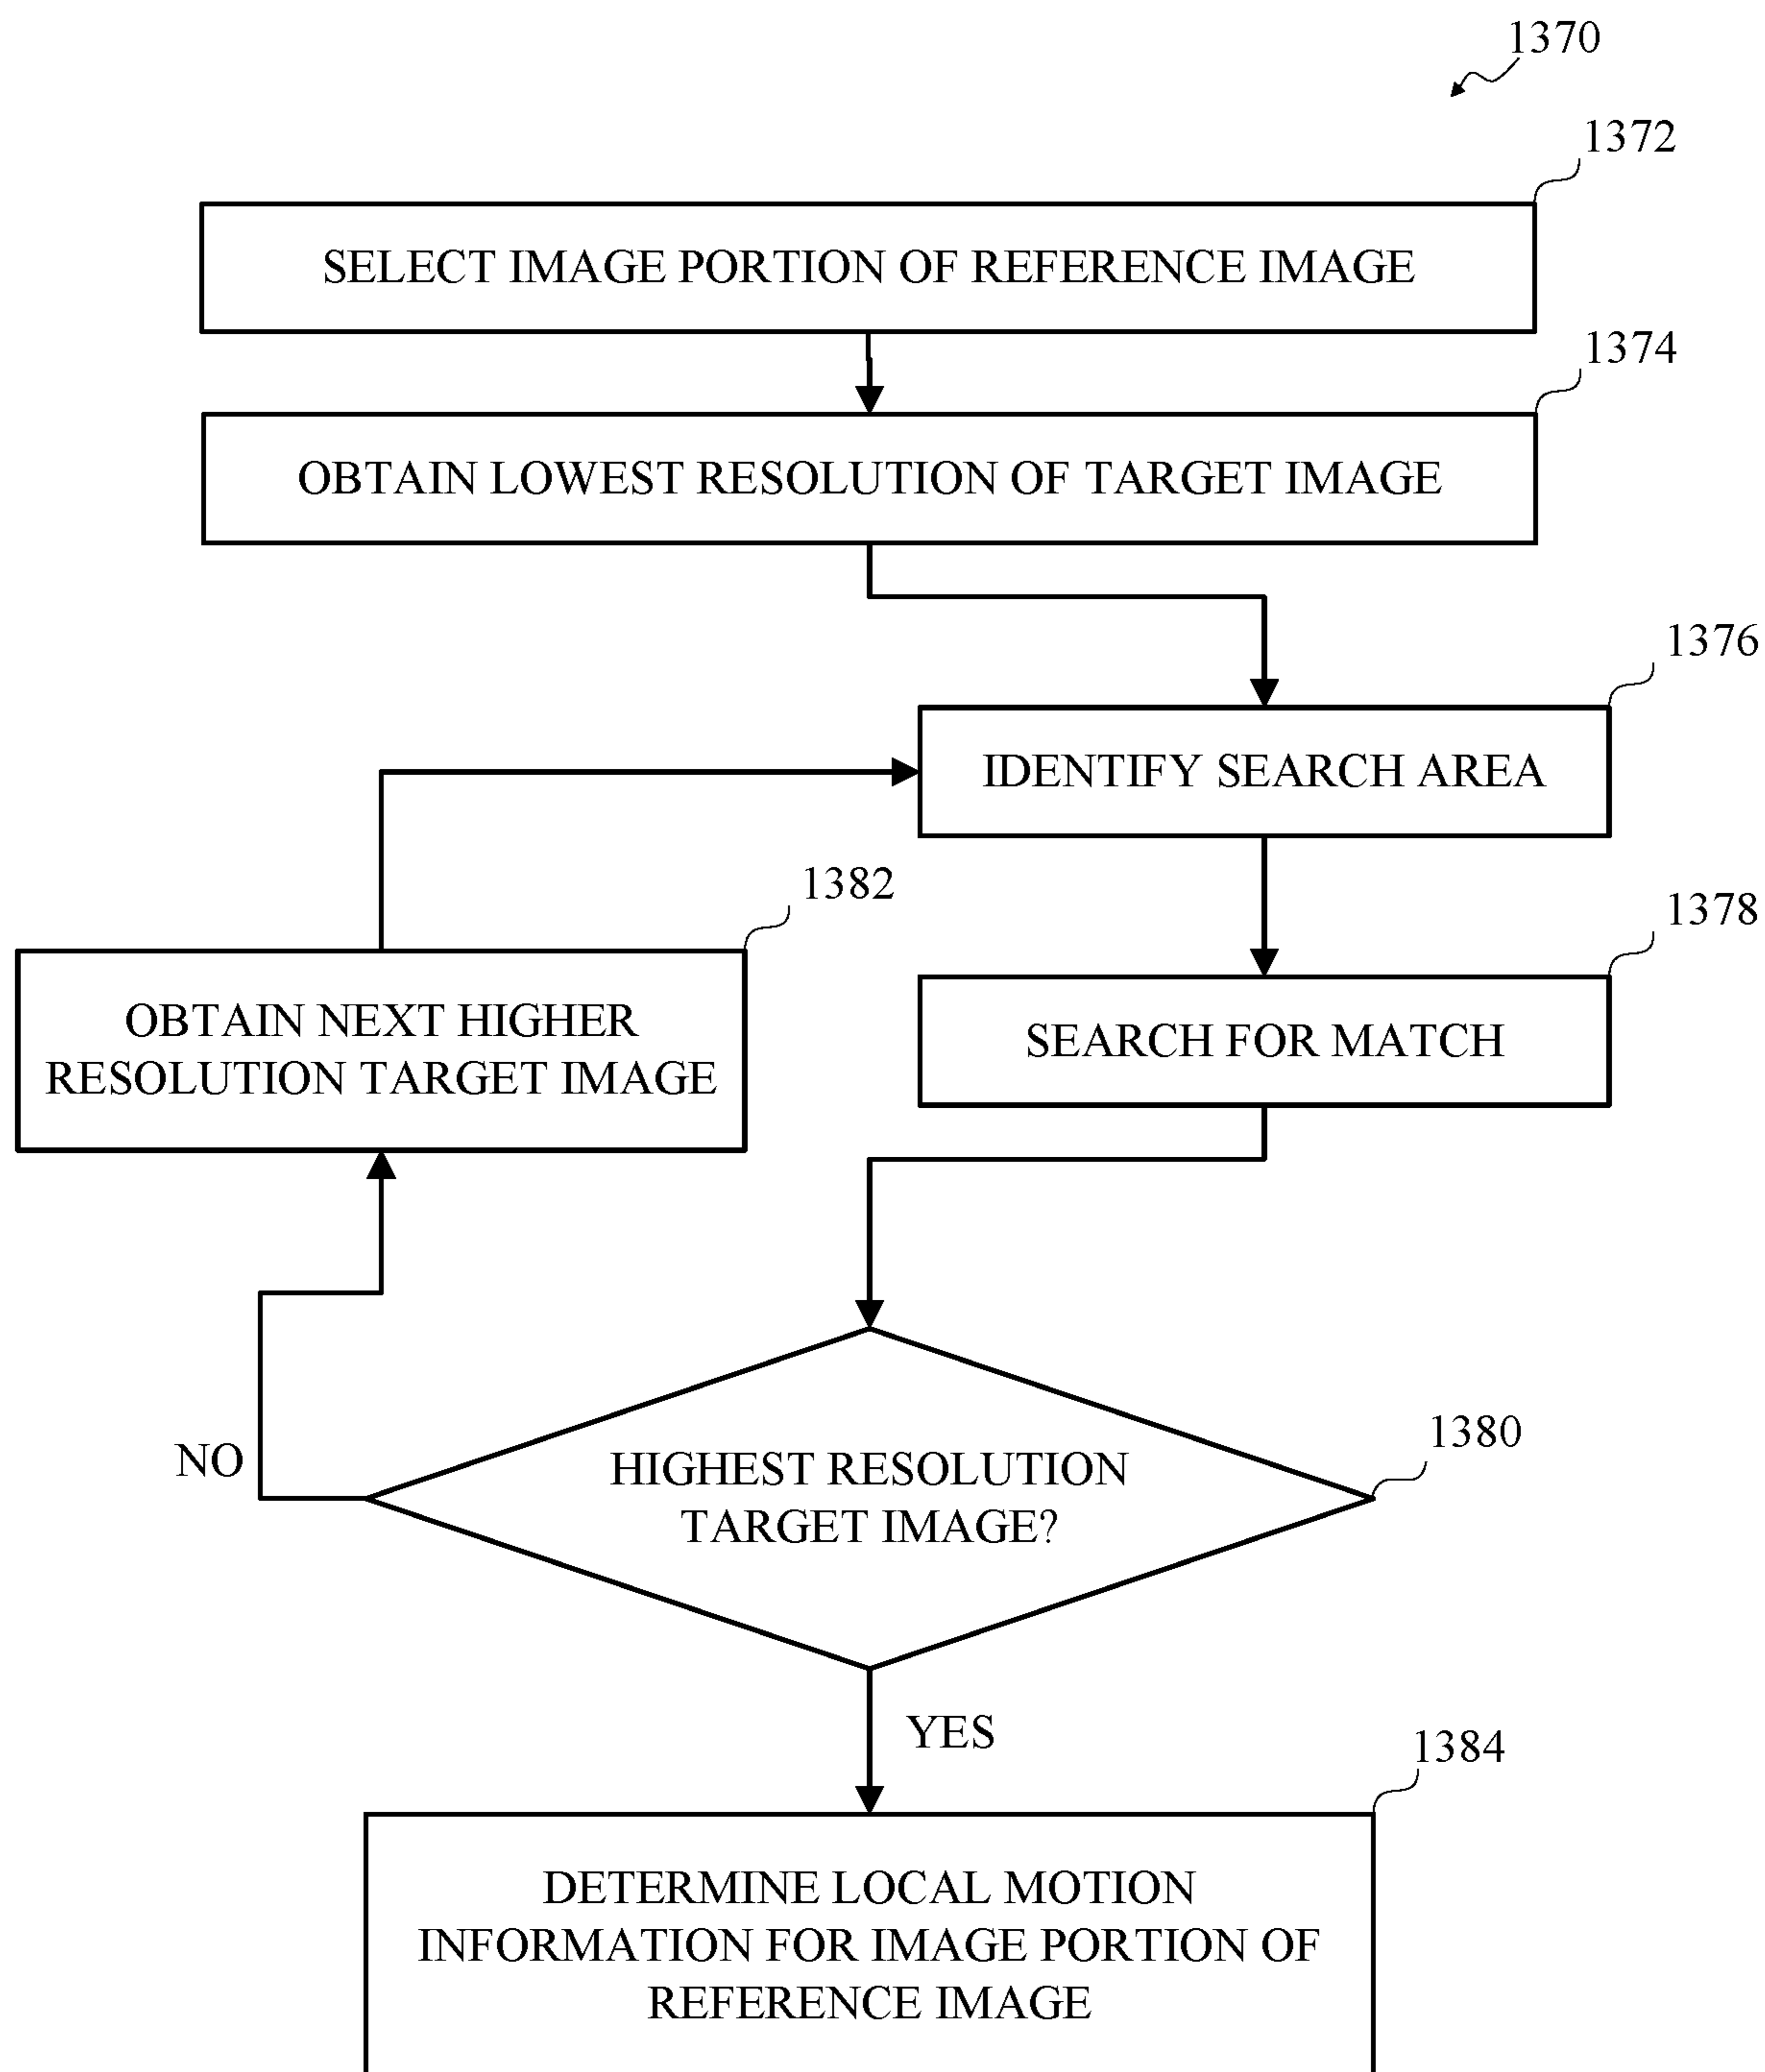 1370
1372
SELECT IMAGE PORTION OF REFERENCE IMAGE
1374
OBTAIN LOWEST RESOLUTION OF TARGET IMAGE
1376
IDENTIFY SEARCH AREA
1382
1378
OBTAIN NEXT HIGHER
RESOLUTION TARGET IMAGE
SEARCH FOR MATCH
1380
NO
HIGHEST RESOLUTION
TARGET IMAGE?
YES
1384
DETERMINE LOCAL MOTION
INFORMATION FOR IMAGE PORTION OF
REFERENCE IMAGE